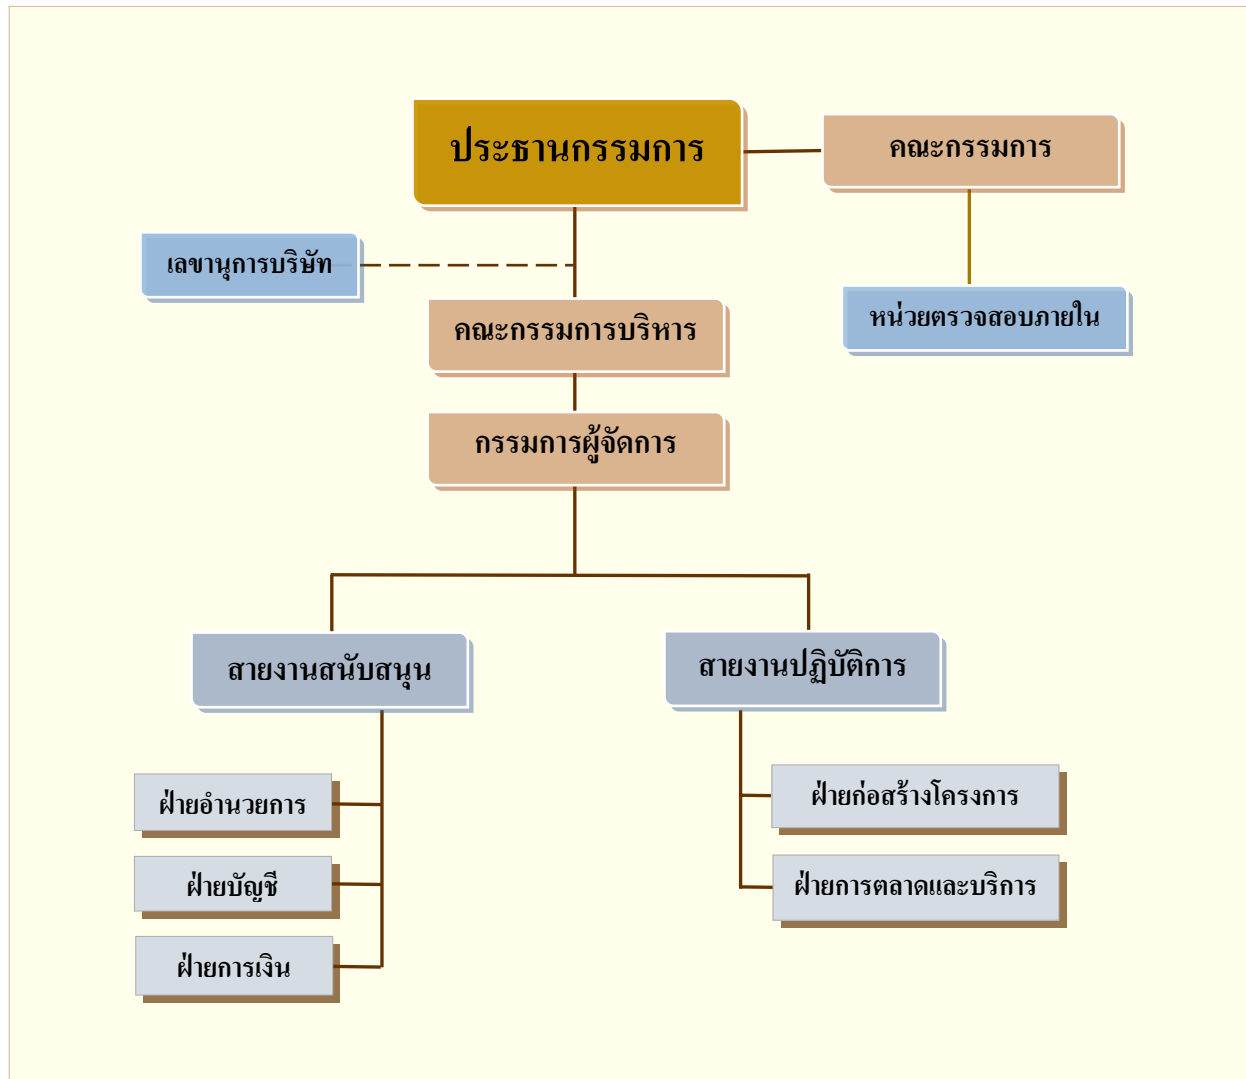 ประธานกรรมการ
คณะกรรมการ
เลขานุการบริษัท
หน่วยตรวจสอบภายใน
คณะกรรมการบริหาร
กรรมการผู้จัดการ
สายงานสนับสนุน
สายงานปฏิบัติการ
ฝ่ายอำนวยการ
ฝ่ายก่อสร้างโครงการ
ฝ่ายบัญชี
ฝ่ายการตลาดและบริการ
ฝ่ายการเงิน